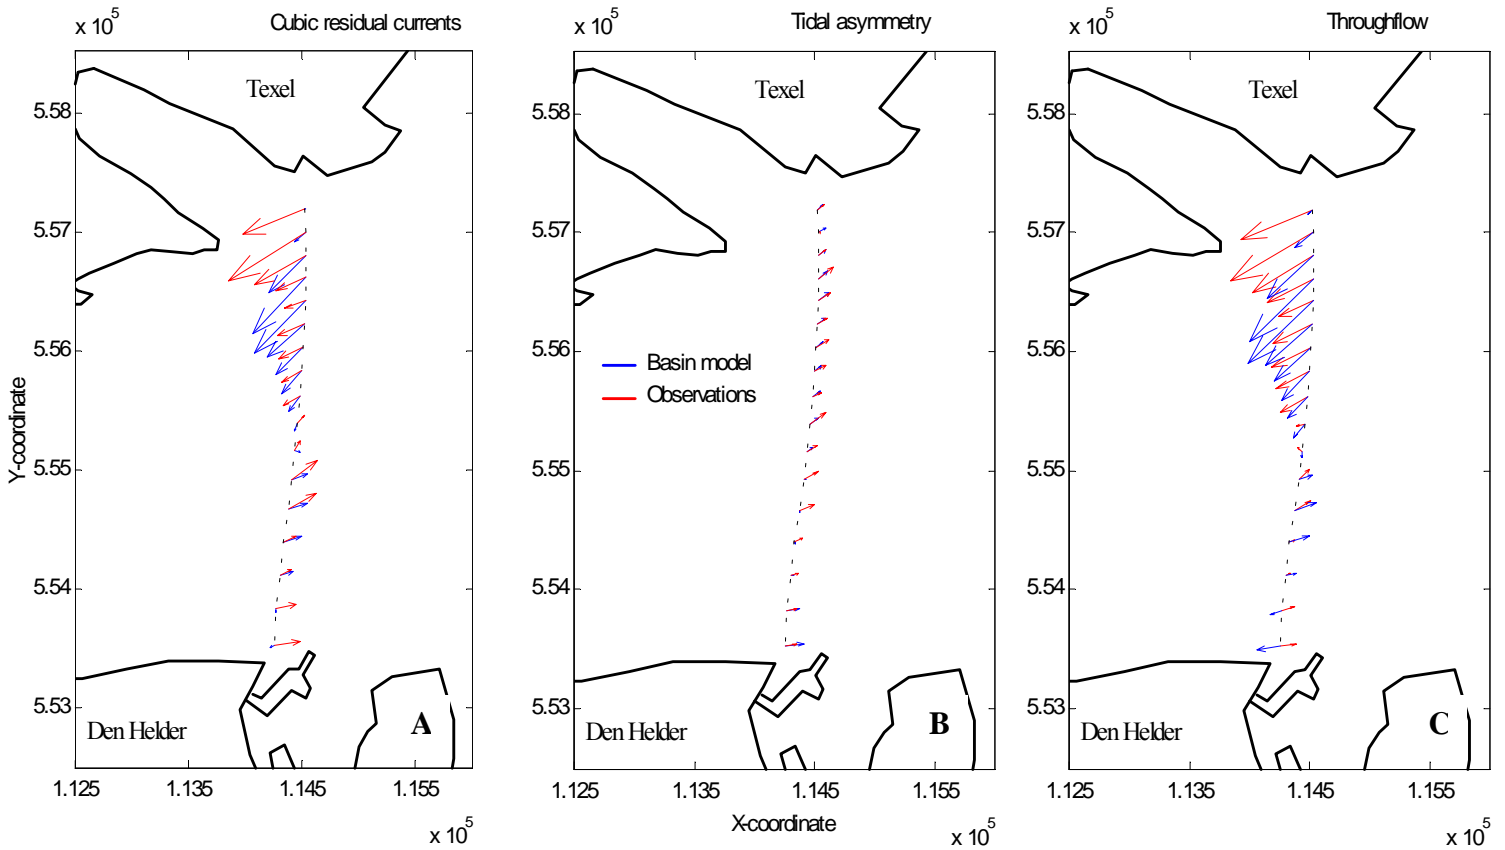 x 10^5
Cubic residual currents
x 10^5
Tidal asymmetry
x 10^5
Throughflow
Texel
Texel
Texel
5.58
5.57
5.56
5.55
5.54
5.53
5.58
5.57
5.56
5.55
5.54
5.53
5.58
5.57
5.56
5.55
5.54
5.53
Y-coordinate
Basin model
Observations
Den Helder
A
Den Helder
B
Den Helder
C
1.125 1.135 1.145 1.155
1.125 1.135 1.145 1.155
1.125 1.135 1.145 1.155
X-coordinate
x 10^5
x 10^5
x 10^5